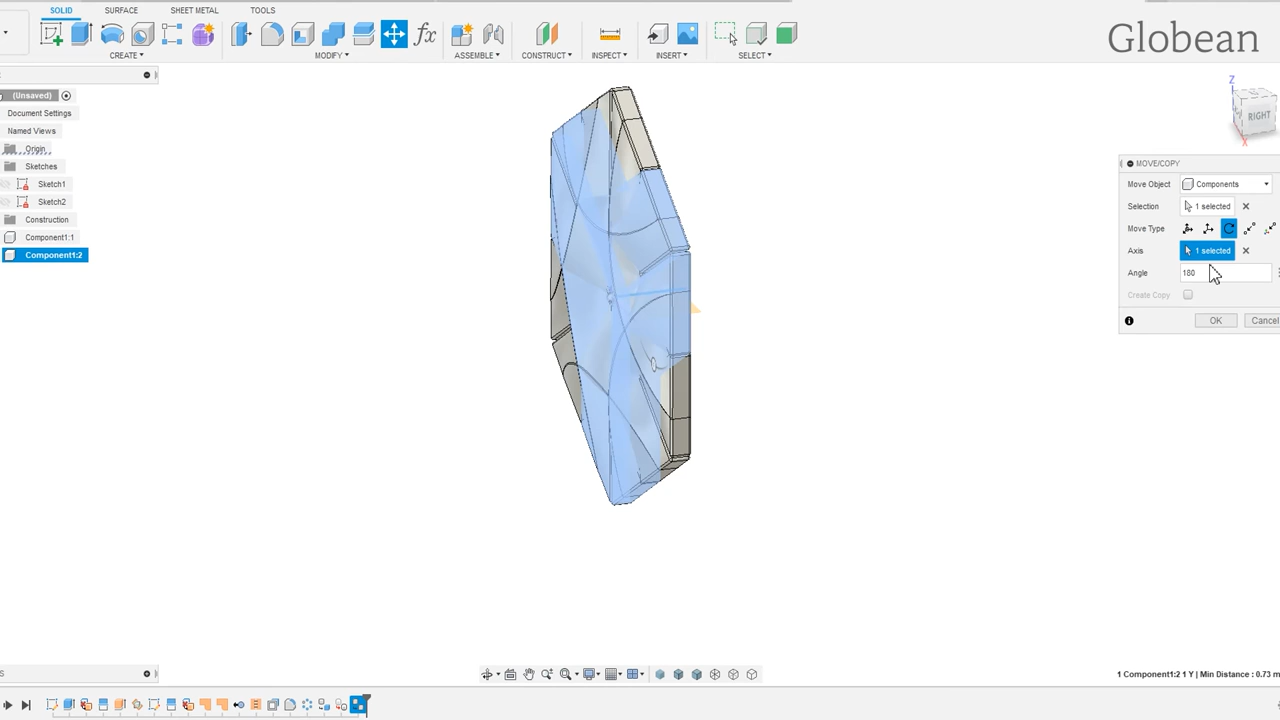 SOLID SURFACE SHEET METAL TOOLS
CREATE MODIFY fx ASSEMBLE CONSTRUCT INSPECT INSERT SELECT
Globean
(Unsaved)
Document Settings
Named Views
Origin
Sketches
Sketch1
Sketch2
Construction
Component1:1
Component1:2
Z
RIGHT
X
MOVE/COPY
Move Object Components
Selection 1 selected
Move Type
Axis 1 selected
Angle 180
Create Copy
OK Cancel
S
1 Component1:2 1 Y | Min Distance : 0.73 m